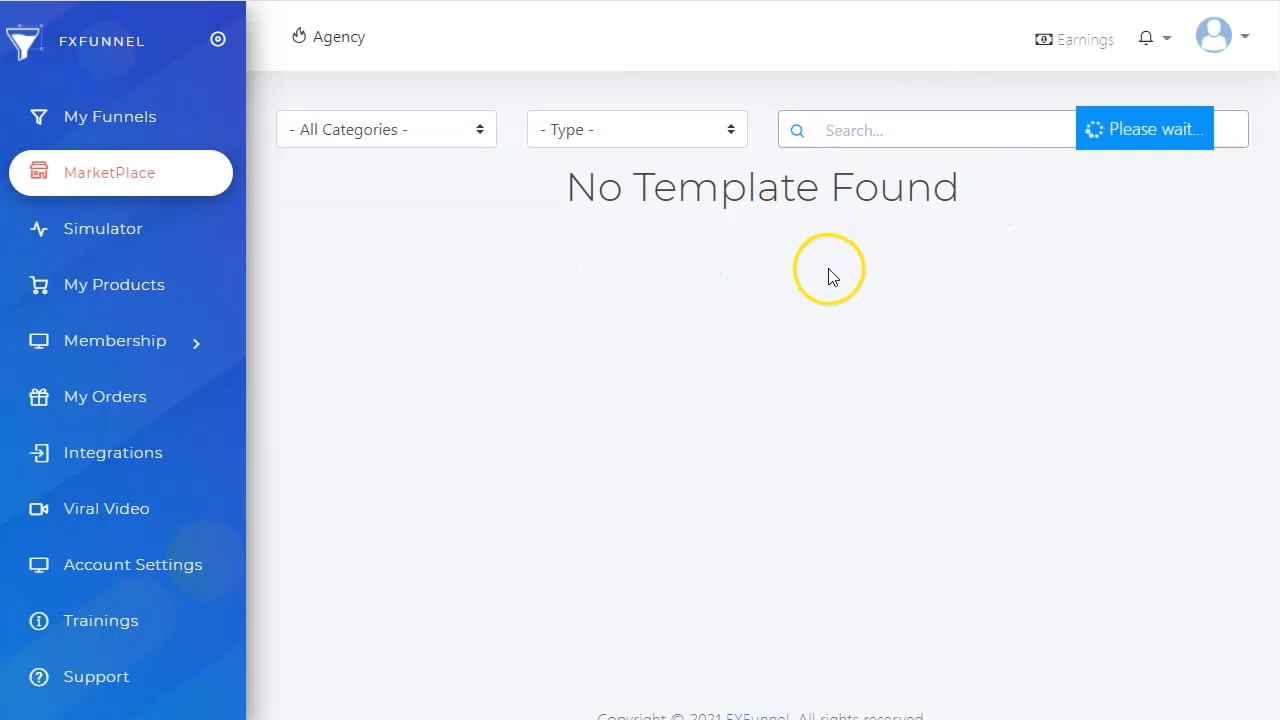 FXFUNNEL
Agency
Earnings
My Funnels
- All Categories -
- Type -
Search...
Please wait...
MarketPlace
No Template Found
Simulator
My Products
Membership
My Orders
Integrations
Viral Video
Account Settings
Trainings
Support
Copyright © 2021 FXFunnel. All rights reserved